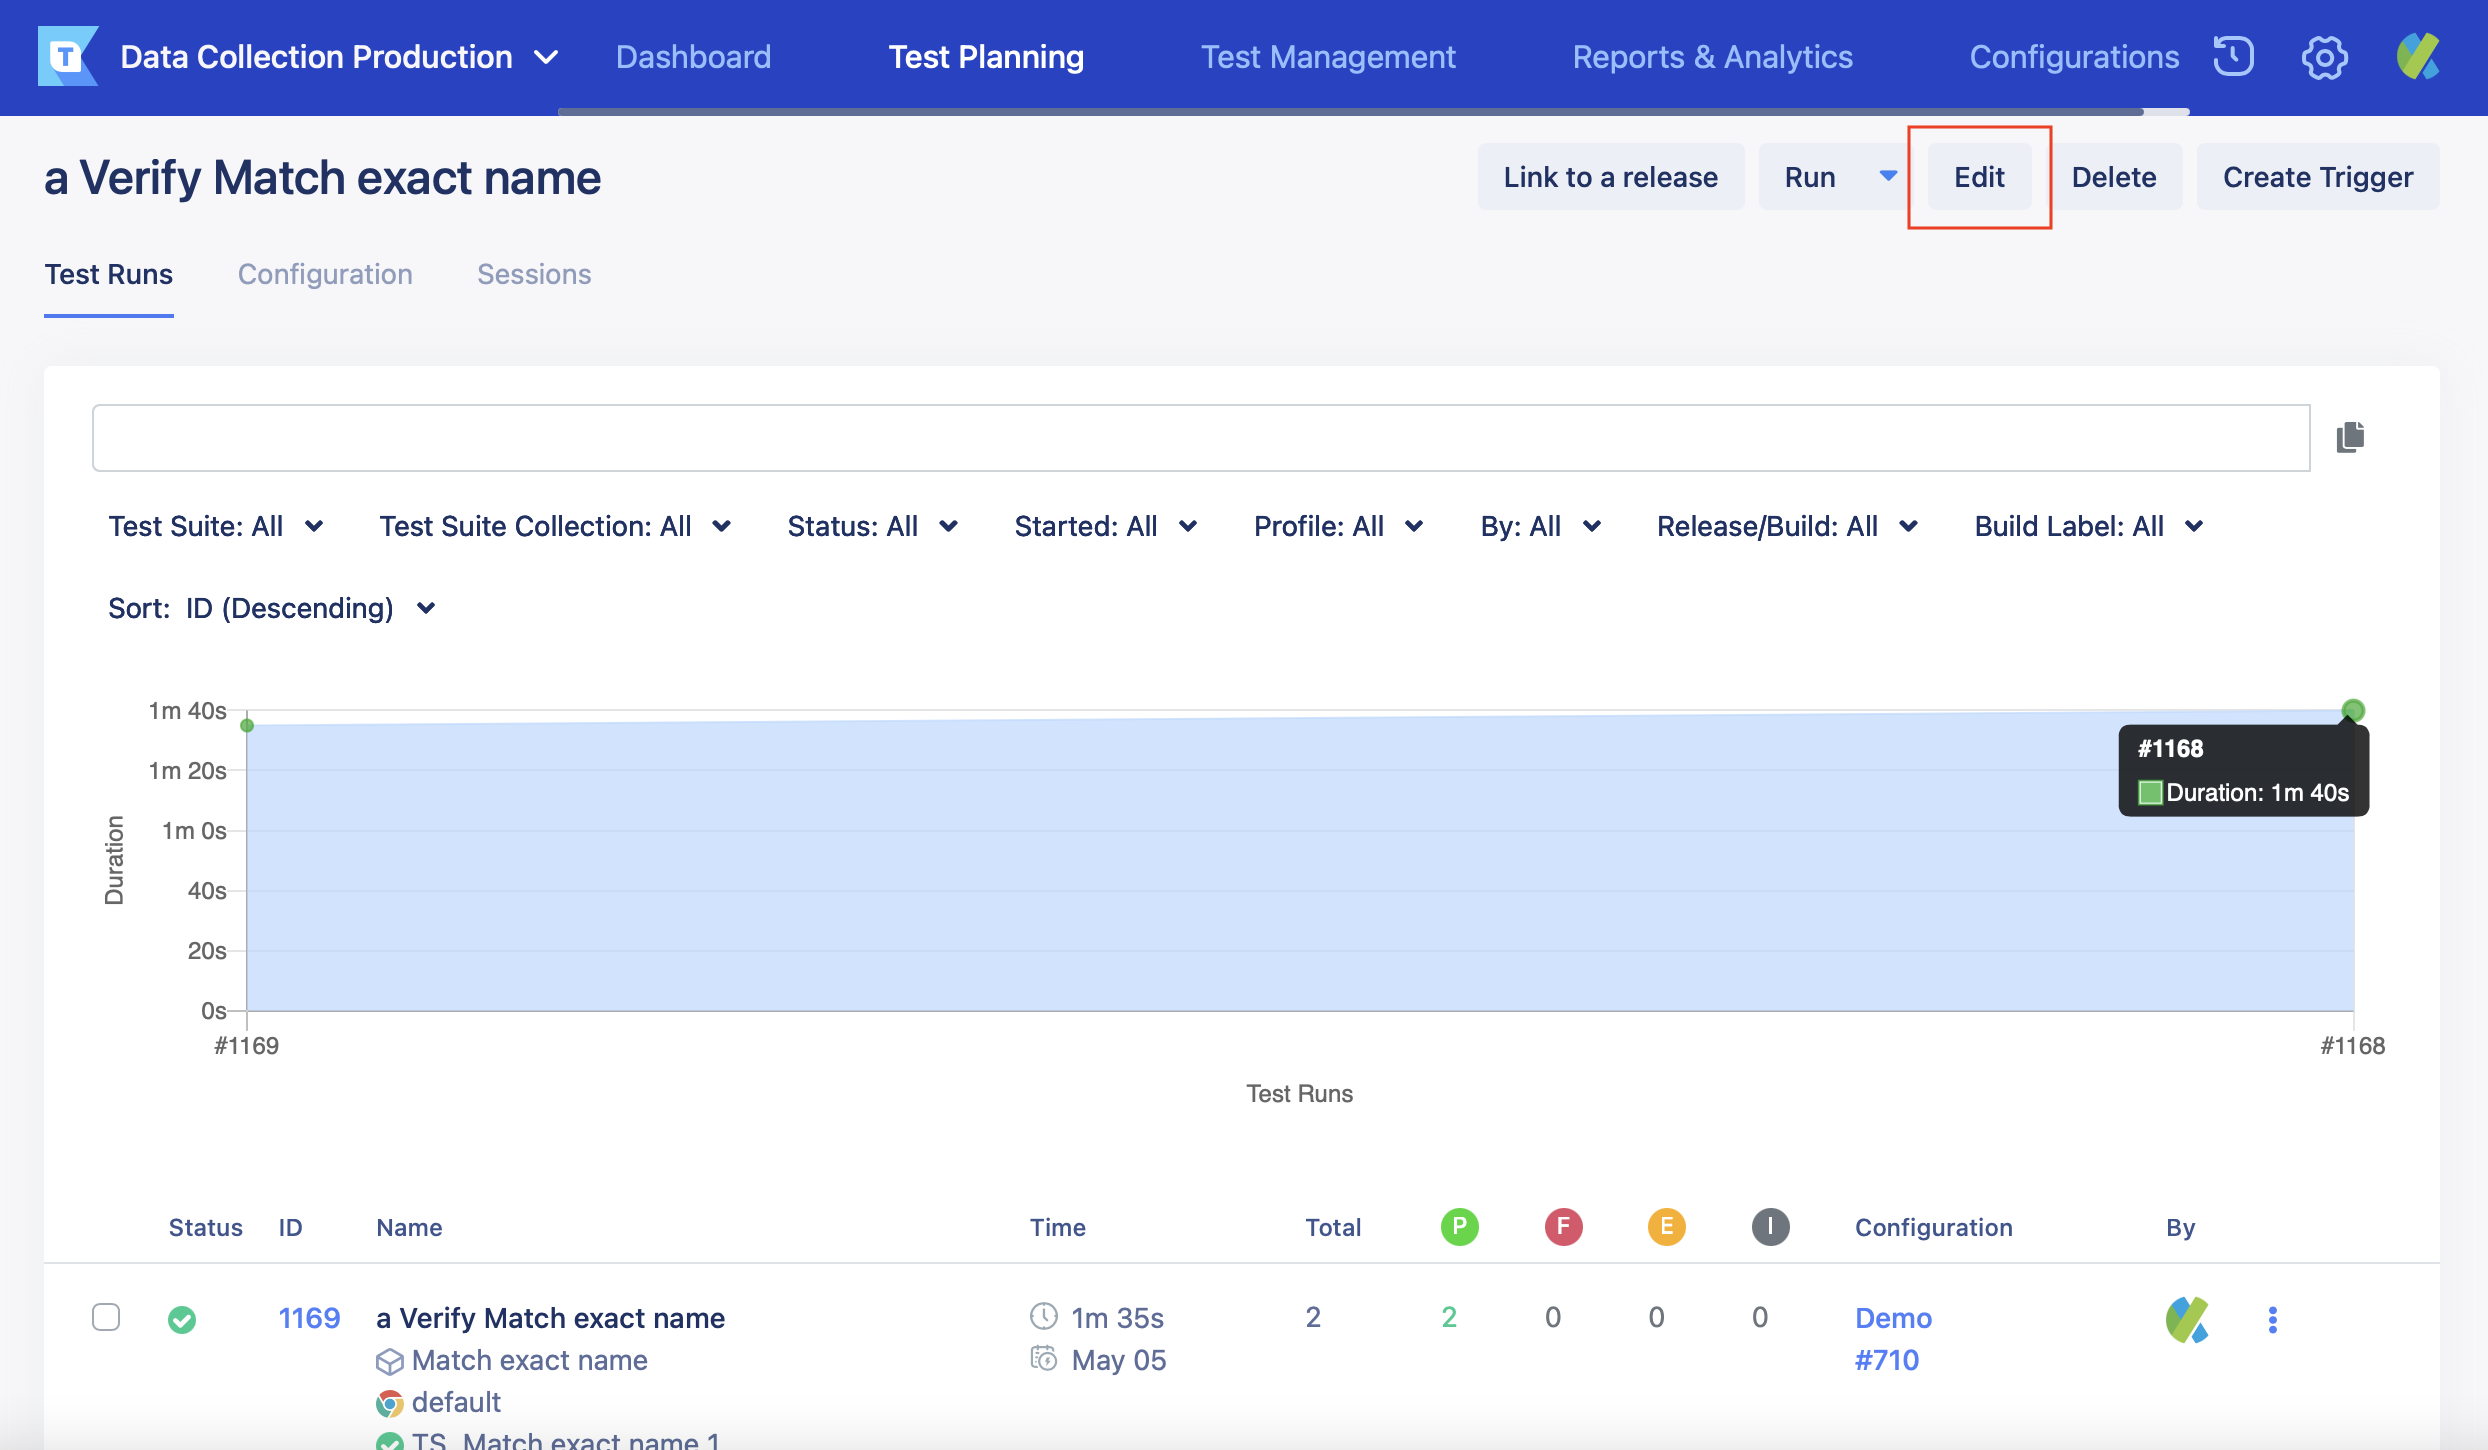 T Data Collection Production Dashboard Test Planning Test Management Reports & Analytics Configurations
a Verify Match exact name
Link to a release Run Edit Delete Create Trigger
Test Runs Configuration Sessions
Test Suite: All Test Suite Collection: All Status: All Started: All Profile: All By: All Release/Build: All Build Label: All
Sort: ID (Descending)
1m 40s
#1168
1m 20s
Duration: 1m 40s
1m 0s
Duration
40s
20s
0s
#1169 #1168
Test Runs
Status ID Name Time Total P F E I Configuration By
1169 a Verify Match exact name 1m 35s 2 2 0 0 0 Demo
Match exact name May 05 #710
default
TS_Match exact name 1